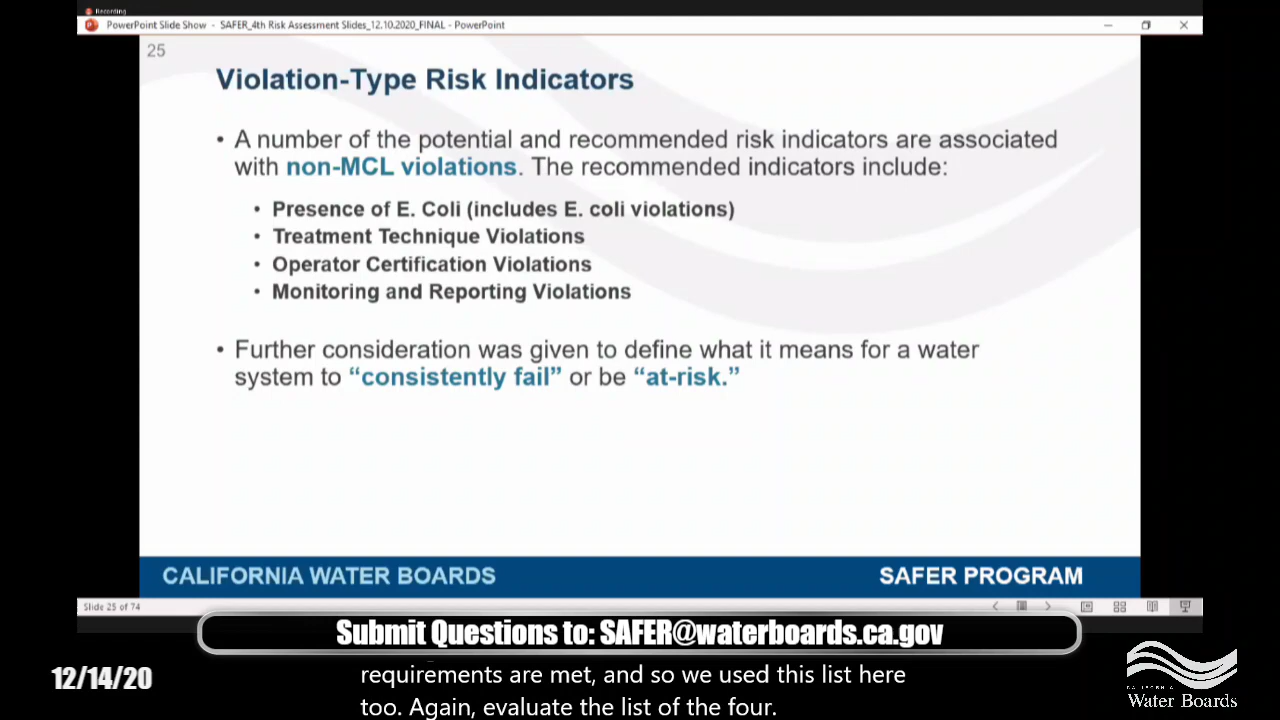 Recording
PowerPoint Slide Show - SAFER_4th Risk Assessment Slides_12.10.2020_FINAL - PowerPoint
25
Violation-Type Risk Indicators
• A number of the potential and recommended risk indicators are associated
with non-MCL violations. The recommended indicators include:
• Presence of E. Coli (includes E. coli violations)
• Treatment Technique Violations
• Operator Certification Violations
• Monitoring and Reporting Violations
• Further consideration was given to define what it means for a water
system to “consistently fail” or be “at-risk.”
CALIFORNIA WATER BOARDS
SAFER PROGRAM
Slide 25 of 74
Submit Questions to: SAFER@waterboards.ca.gov
12/14/20
requirements are met, and so we used this list here
too. Again, evaluate the list of the four.
CALIFORNIA
Water Boards